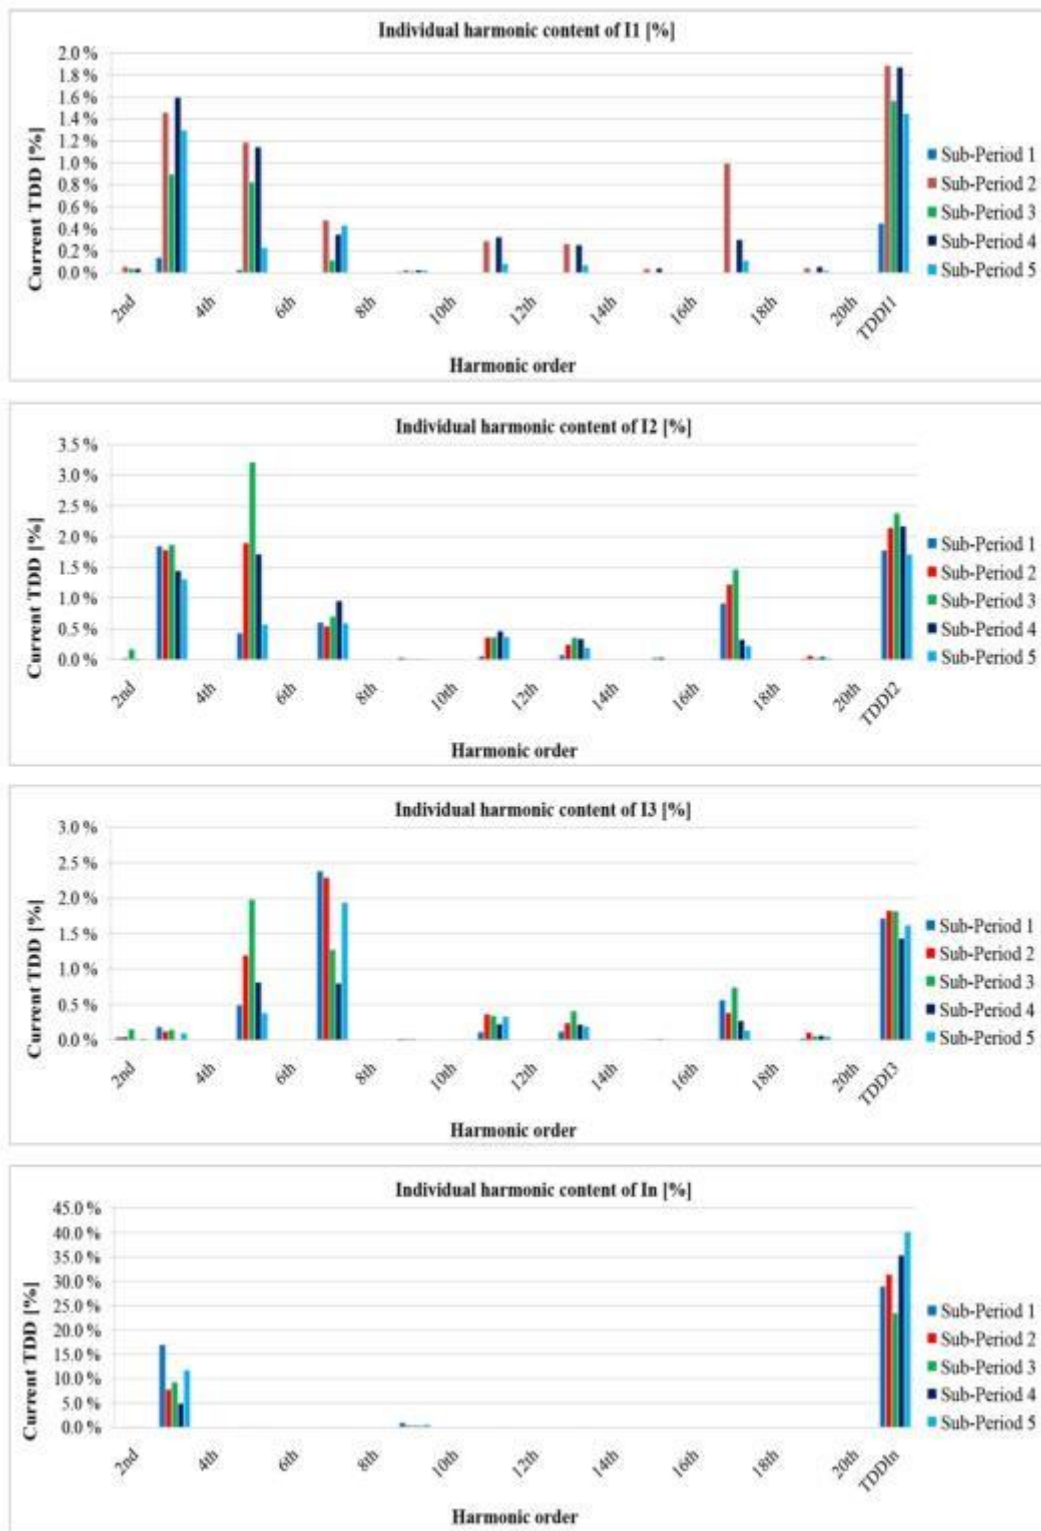 Individual harmonic content of I1 [%]
2.0 %
1.8 %
1.6 %
1.4 %
1.2 %
1.0 %
0.8 %
0.6 %
0.4 %
0.2 %
0.0 %
Current TDD [%]
2nd 4th 6th 8th 10th 12th 14th 16th 18th 20th TDDI1
Harmonic order
Sub-Period 1
Sub-Period 2
Sub-Period 3
Sub-Period 4
Sub-Period 5
Individual harmonic content of I2 [%]
3.5 %
3.0 %
2.5 %
2.0 %
1.5 %
1.0 %
0.5 %
0.0 %
Current TDD [%]
2nd 4th 6th 8th 10th 12th 14th 16th 18th 20th TDDI2
Harmonic order
Sub-Period 1
Sub-Period 2
Sub-Period 3
Sub-Period 4
Sub-Period 5
Individual harmonic content of I3 [%]
3.0 %
2.5 %
2.0 %
1.5 %
1.0 %
0.5 %
0.0 %
Current TDD [%]
2nd 4th 6th 8th 10th 12th 14th 16th 18th 20th TDDI3
Harmonic order
Sub-Period 1
Sub-Period 2
Sub-Period 3
Sub-Period 4
Sub-Period 5
Individual harmonic content of In [%]
45.0 %
40.0 %
35.0 %
30.0 %
25.0 %
20.0 %
15.0 %
10.0 %
5.0 %
0.0 %
Current TDD [%]
2nd 4th 6th 8th 10th 12th 14th 16th 18th 20th TDDIn
Harmonic order
Sub-Period 1
Sub-Period 2
Sub-Period 3
Sub-Period 4
Sub-Period 5